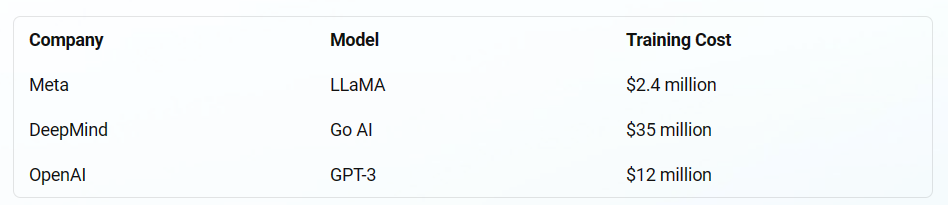 Company Model Training Cost
Meta LLaMA $2.4 million
DeepMind Go AI $35 million
OpenAI GPT-3 $12 million